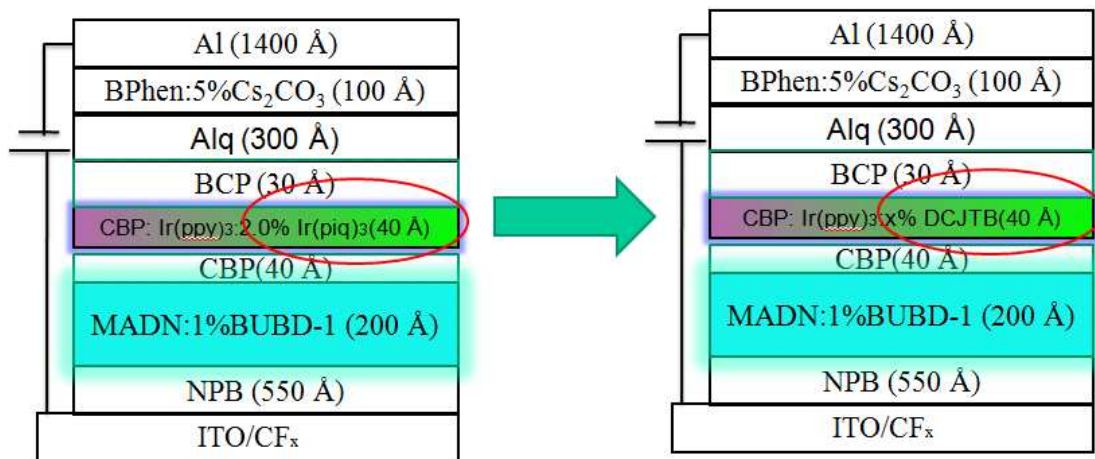 Al (1400 Å)
BPhen:5%Cs₂CO₃ (100 Å)
Alq (300 Å)
BCP (30 Å)
CBP: Ir(ppy)₃:2.0% Ir(piq)₃(40 Å)
CBP(40 Å)
MADN:1%BUBD-1 (200 Å)
NPB (550 Å)
ITO/CFₓ
Al (1400 Å)
BPhen:5%Cs₂CO₃ (100 Å)
Alq (300 Å)
BCP (30 Å)
CBP: Ir(ppy)₃:x% DCJTB(40 Å)
CBP(40 Å)
MADN:1%BUBD-1 (200 Å)
NPB (550 Å)
ITO/CFₓ